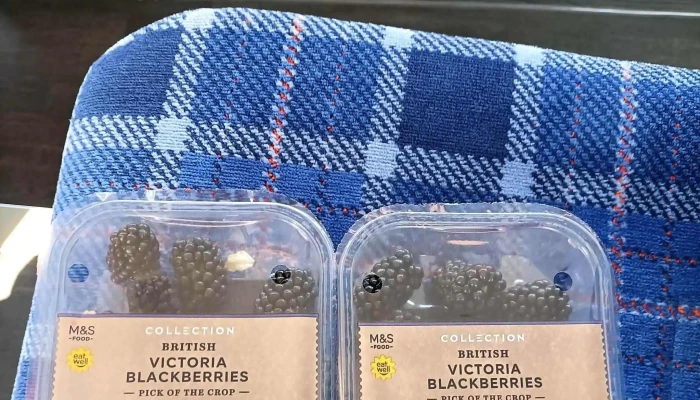 M&S
-FOOD-
COLLECTION
eat well
BRITISH
VICTORIA
BLACKBERRIES
— PICK OF THE CROP —
M&S
-FOOD-
COLLECTION
eat well
BRITISH
VICTORIA
BLACKBERRIES
— PICK OF THE CROP —